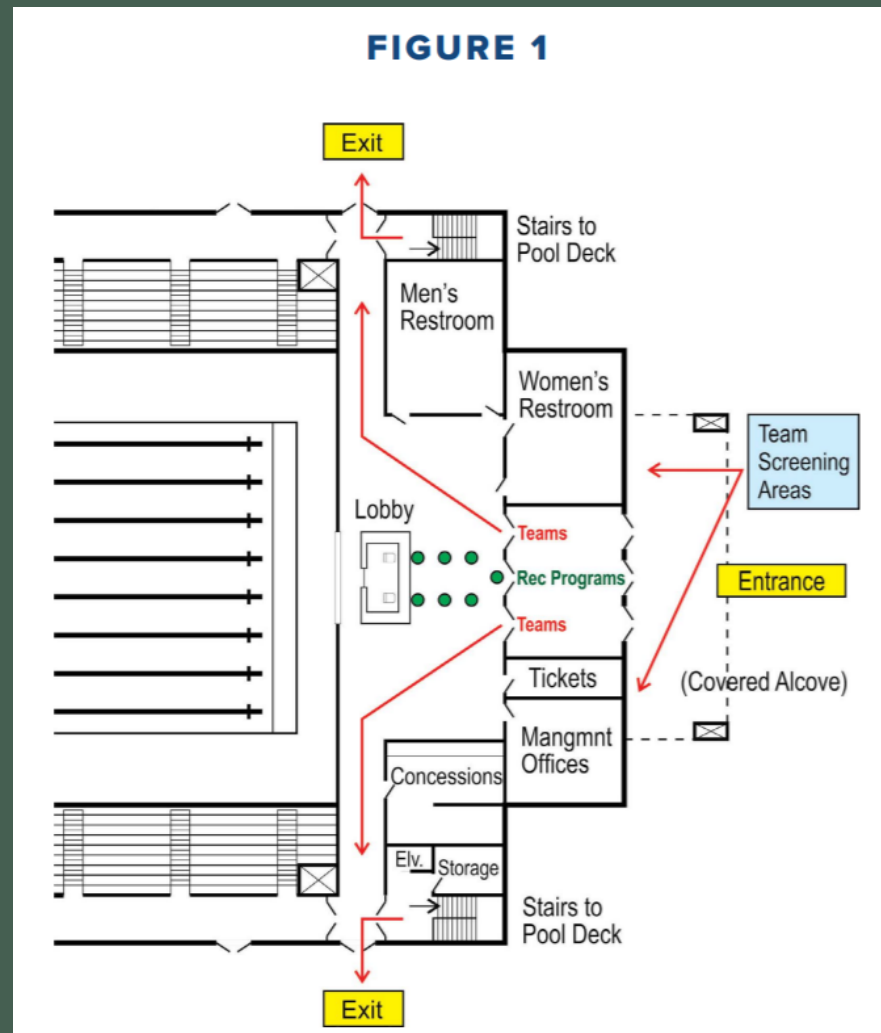 FIGURE 1
Exit
Stairs to
Pool Deck
Men's
Restroom
Women's
Restroom
Team
Screening
Areas
Lobby
Teams
Rec Programs
Entrance
Teams
Tickets
(Covered Alcove)
Mangmnt
Offices
Concessions
Elv.
Storage
Stairs to
Pool Deck
Exit